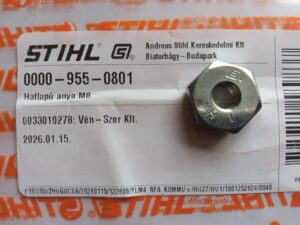 STIHL
Andreas Stihl Kereskedelmi Kft
Biatorbágy – Budapark
0000-955-0801
Hatlapú anya M8
0033010278: Vén-Szer Kft.
2026.01.15.